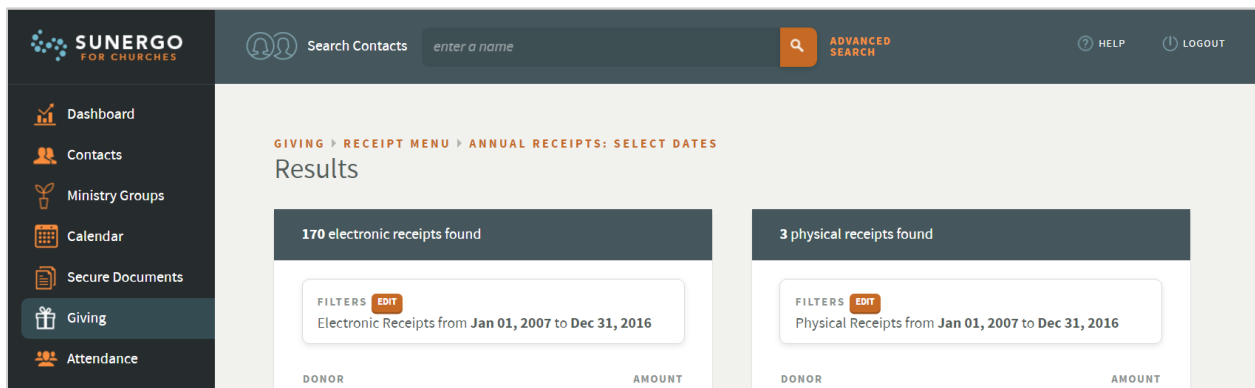 SUNERGO
FOR CHURCHES
Search Contacts
enter a name
ADVANCED
SEARCH
HELP
LOGOUT
Dashboard
Contacts
Ministry Groups
Calendar
Secure Documents
Giving
Attendance
GIVING
RECEIPT MENU
ANNUAL RECEIPTS: SELECT DATES
Results
170 electronic receipts found
FILTERS EDIT
Electronic Receipts from Jan 01, 2007 to Dec 31, 2016
DONOR AMOUNT
3 physical receipts found
FILTERS EDIT
Physical Receipts from Jan 01, 2007 to Dec 31, 2016
DONOR AMOUNT